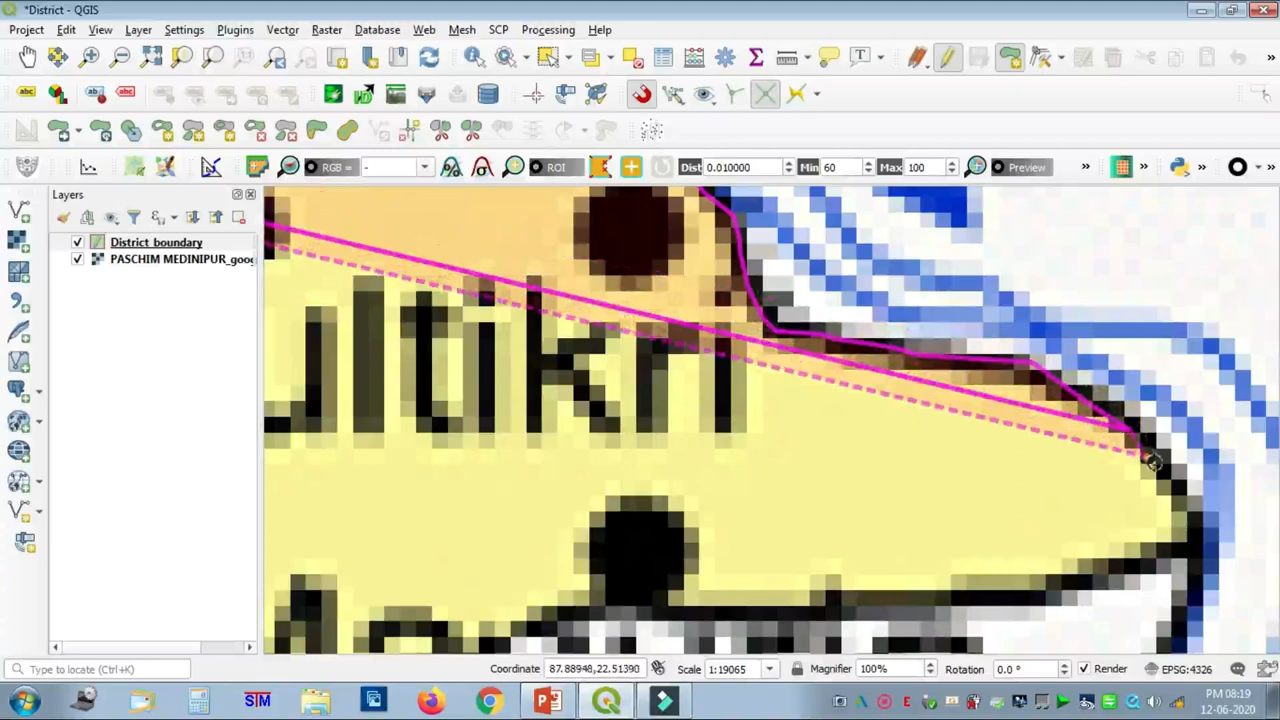 *District - QGIS
Project Edit View Layer Settings Plugins Vector Raster Database Web Mesh SCP Processing Help
RGB = - ROI Dist 0.010000 Min 60 Max 100 Preview
Layers
District boundary
PASCHIM MEDINIPUR_goog
Type to locate (Ctrl+K) Coordinate 87.88948,22.51390 Scale 1:19065 Magnifier 100% Rotation 0.0 ° Render EPSG:4326
STM
PM 08:19
12-06-2020